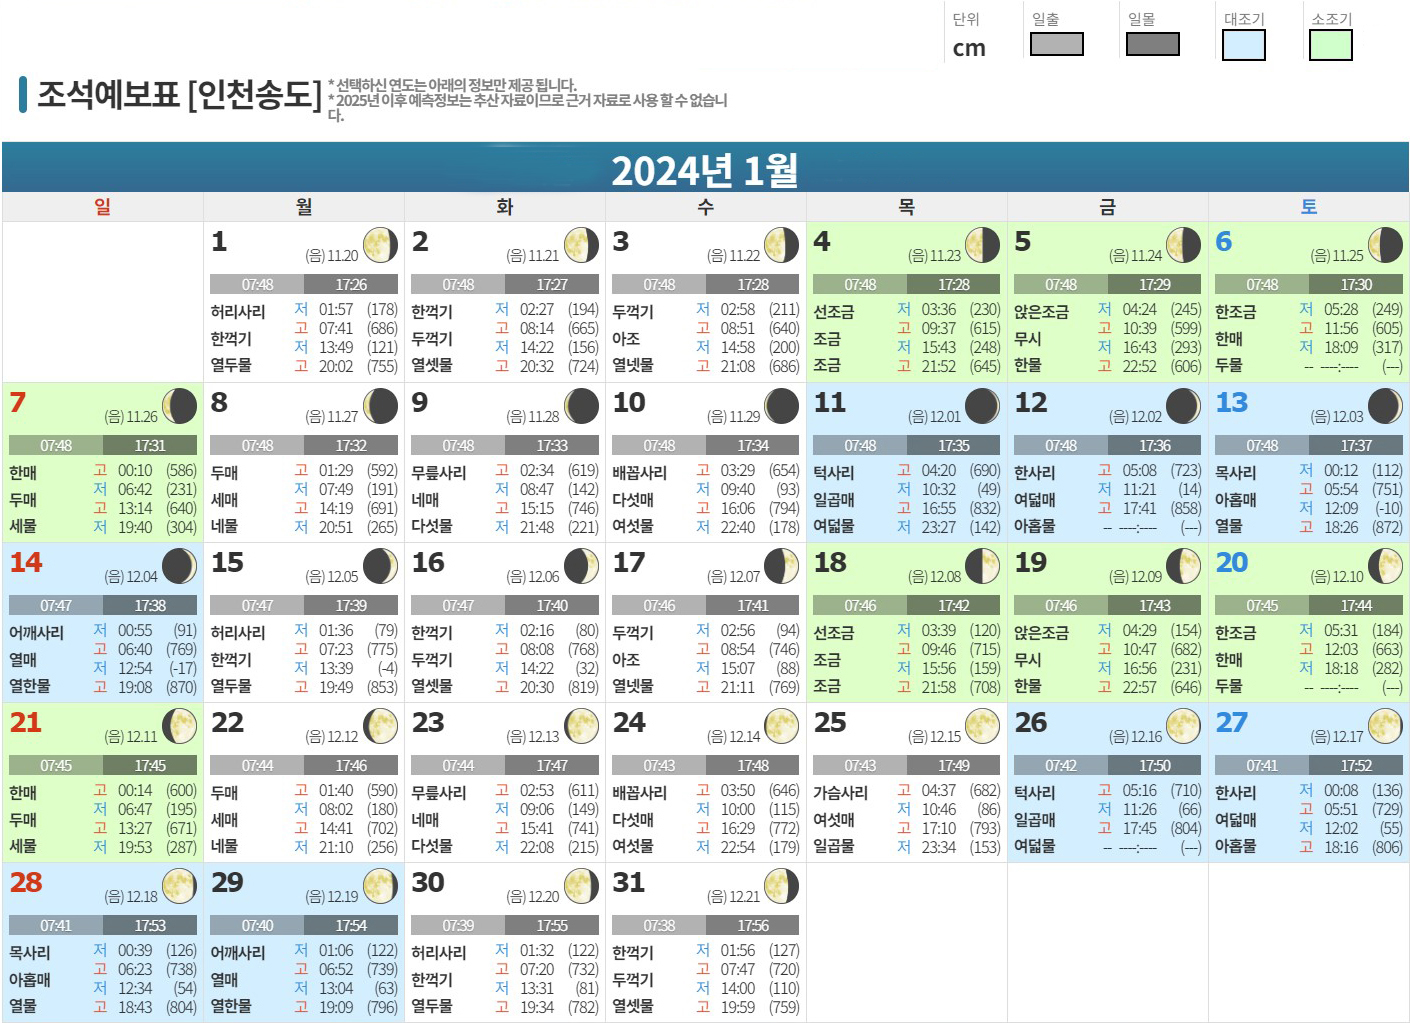 단위
cm
일출
일몰
대조기
소조기
조석예보표 [인천송도]
* 선택하신 연도는 아래의 정보만 제공 됩니다.
* 2025년 이후 예측정보는 추산 자료이므로 근거 자료로 사용 할 수 없습니
다.
2024년 1월
일 월 화 수 목 금 토
1 (음) 11.20
07:48 17:26
허리사리
한꺽기
열두물
저 01:57 (178)
고 07:41 (686)
저 13:49 (121)
고 20:02 (755)
2 (음) 11.21
07:48 17:27
한꺽기
두꺽기
열셋물
저 02:27 (194)
고 08:14 (665)
저 14:22 (156)
고 20:32 (724)
3 (음) 11.22
07:48 17:28
두꺽기
아조
열넷물
저 02:58 (211)
고 08:51 (640)
저 14:58 (200)
고 21:08 (686)
4 (음) 11.23
07:48 17:28
선조금
조금
조금
저 03:36 (230)
고 09:37 (615)
저 15:43 (248)
고 21:52 (645)
5 (음) 11.24
07:48 17:29
앉은조금
무시
한물
저 04:24 (245)
고 10:39 (599)
저 16:43 (293)
고 22:52 (606)
6 (음) 11.25
07:48 17:30
한조금
한매
두물
저 05:28 (249)
고 11:56 (605)
저 18:09 (317)
-- ----:---- (---)
7 (음) 11.26
07:48 17:31
한매
두매
세물
고 00:10 (586)
저 06:42 (231)
고 13:14 (640)
저 19:40 (304)
8 (음) 11.27
07:48 17:32
두매
세매
네물
고 01:29 (592)
저 07:49 (191)
고 14:19 (691)
저 20:51 (265)
9 (음) 11.28
07:48 17:33
무릎사리
네매
다섯물
고 02:34 (619)
저 08:47 (142)
고 15:15 (746)
저 21:48 (221)
10 (음) 11.29
07:48 17:34
배꼽사리
다섯매
여섯물
고 03:29 (654)
저 09:40 (93)
고 16:06 (794)
저 22:40 (178)
11 (음) 12.01
07:48 17:35
턱사리
일곱매
여덟물
고 04:20 (690)
저 10:32 (49)
고 16:55 (832)
저 23:27 (142)
12 (음) 12.02
07:48 17:36
한사리
여덟매
아홉물
고 05:08 (723)
저 11:21 (14)
고 17:41 (858)
-- ----:---- (---)
13 (음) 12.03
07:48 17:37
목사리
아홉매
열물
저 00:12 (112)
고 05:54 (751)
저 12:09 (-10)
고 18:26 (872)
14 (음) 12.04
07:47 17:38
어깨사리
열매
열한물
저 00:55 (91)
고 06:40 (769)
저 12:54 (-17)
고 19:08 (870)
15 (음) 12.05
07:47 17:39
허리사리
한꺽기
열두물
저 01:36 (79)
고 07:23 (775)
저 13:39 (-4)
고 19:49 (853)
16 (음) 12.06
07:47 17:40
한꺽기
두꺽기
열셋물
저 02:16 (80)
고 08:08 (768)
저 14:22 (32)
고 20:30 (819)
17 (음) 12.07
07:46 17:41
두꺽기
아조
열넷물
저 02:56 (94)
고 08:54 (746)
저 15:07 (88)
고 21:11 (769)
18 (음) 12.08
07:46 17:42
선조금
조금
조금
저 03:39 (120)
고 09:46 (715)
저 15:56 (159)
고 21:58 (708)
19 (음) 12.09
07:46 17:43
앉은조금
무시
한물
저 04:29 (154)
고 10:47 (682)
저 16:56 (231)
고 22:57 (646)
20 (음) 12.10
07:45 17:44
한조금
한매
두물
저 05:31 (184)
고 12:03 (663)
저 18:18 (282)
-- ----:---- (---)
21 (음) 12.11
07:45 17:45
한매
두매
세물
고 00:14 (600)
저 06:47 (195)
고 13:27 (671)
저 19:53 (287)
22 (음) 12.12
07:44 17:46
두매
세매
네물
고 01:40 (590)
저 08:02 (180)
고 14:41 (702)
저 21:10 (256)
23 (음) 12.13
07:44 17:47
무릎사리
네매
다섯물
고 02:53 (611)
저 09:06 (149)
고 15:41 (741)
저 22:08 (215)
24 (음) 12.14
07:43 17:48
배꼽사리
다섯매
여섯물
고 03:50 (646)
저 10:00 (115)
고 16:29 (772)
저 22:54 (179)
25 (음) 12.15
07:43 17:49
가슴사리
여섯매
일곱물
고 04:37 (682)
저 10:46 (86)
고 17:10 (793)
저 23:34 (153)
26 (음) 12.16
07:42 17:50
턱사리
일곱매
여덟물
고 05:16 (710)
저 11:26 (66)
고 17:45 (804)
-- ----:---- (---)
27 (음) 12.17
07:41 17:52
한사리
여덟매
아홉물
저 00:08 (136)
고 05:51 (729)
저 12:02 (55)
고 18:16 (806)
28 (음) 12.18
07:41 17:53
목사리
아홉매
열물
저 00:39 (126)
고 06:23 (738)
저 12:34 (54)
고 18:43 (804)
29 (음) 12.19
07:40 17:54
어깨사리
열매
열한물
저 01:06 (122)
고 06:52 (739)
저 13:04 (63)
고 19:09 (796)
30 (음) 12.20
07:39 17:55
허리사리
한꺽기
열두물
저 01:32 (122)
고 07:20 (732)
저 13:31 (81)
고 19:34 (782)
31 (음) 12.21
07:38 17:56
한꺽기
두꺽기
열셋물
저 01:56 (127)
고 07:47 (720)
저 14:00 (110)
고 19:59 (759)